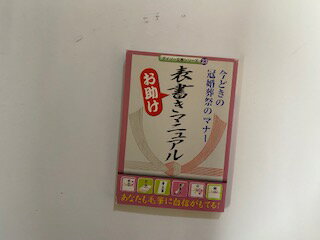 今どきの
冠婚葬祭のマナー
お助け
表書きマニュアル
あなたも毛筆に自信がもてる!